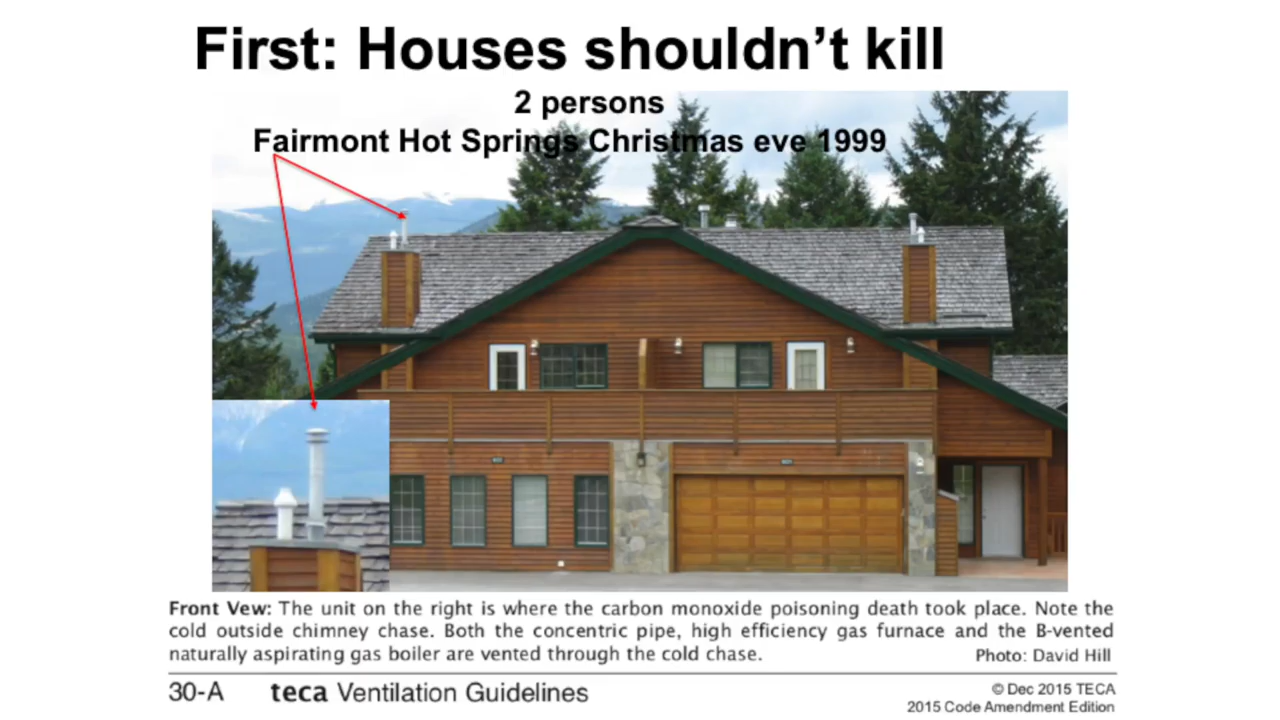 First: Houses shouldn't kill
2 persons
Fairmont Hot Springs Christmas eve 1999
Front Vew: The unit on the right is where the carbon monoxide poisoning death took place. Note the
cold outside chimney chase. Both the concentric pipe, high efficiency gas furnace and the B-vented
naturally aspirating gas boiler are vented through the cold chase. Photo: David Hill
30-A teca Ventilation Guidelines © Dec 2015 TECA
2015 Code Amendment Edition